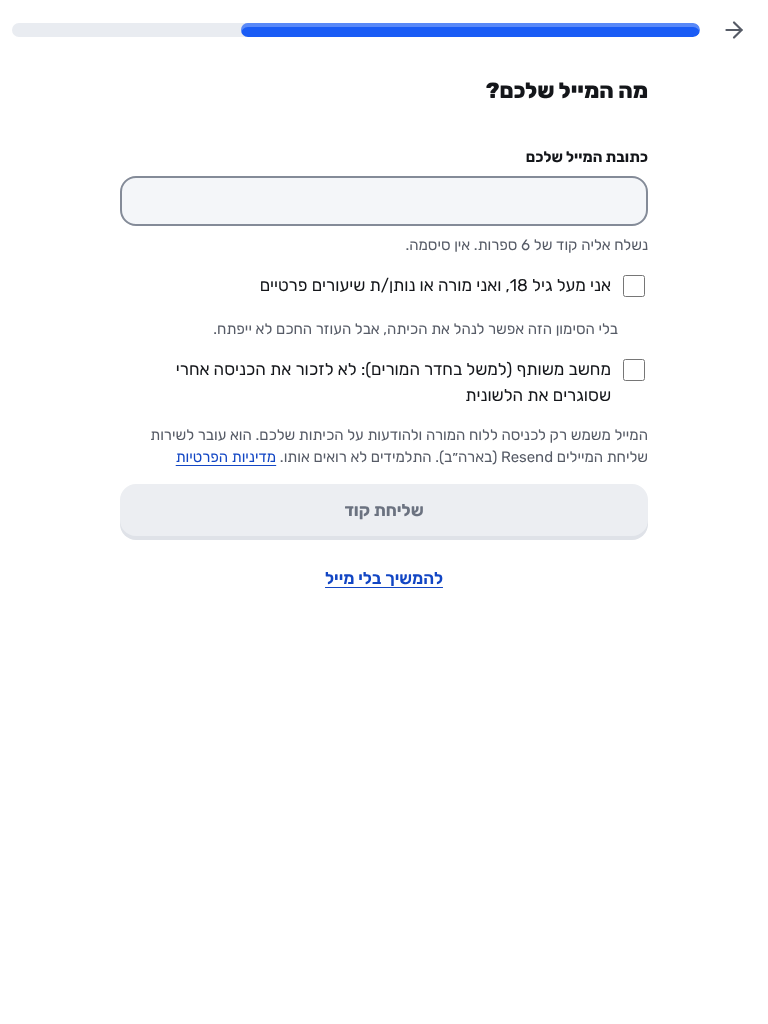 מה המייל שלכם?
כתובת המייל שלכם
נשלח אליה קוד של 6 ספרות. אין סיסמה.
אני מעל גיל 18, ואני מורה או נותן/ת שיעורים פרטיים
בלי הסימון הזה אפשר לנהל את הכיתה, אבל העוזר החכם לא ייפתח.
מחשב משותף (למשל בחדר המורים): לא לזכור את הכניסה אחרי
שסוגרים את הלשונית
המייל משמש רק לכניסה ללוח המורה ולהודעות על הכיתות שלכם. הוא עובר לשירות
שליחת המיילים Resend (בארה״ב). התלמידים לא רואים אותו. מדיניות הפרטיות
שליחת קוד
להמשיך בלי מייל